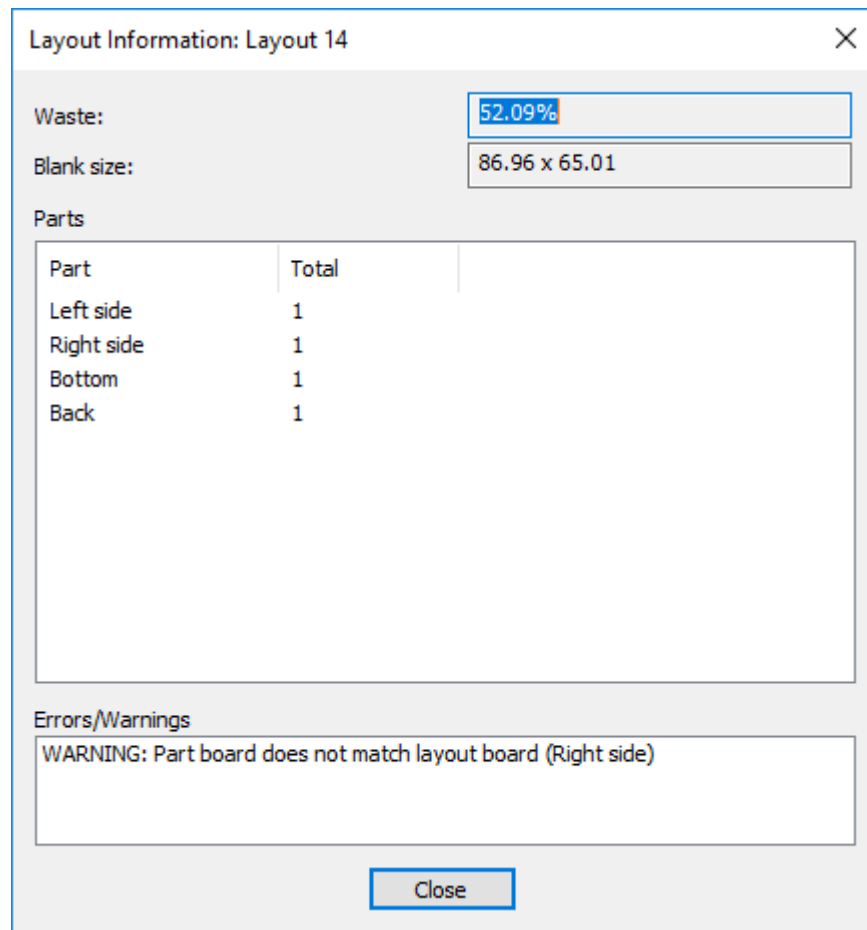 Layout Information: Layout 14
Waste: 52.09%
Blank size: 86.96 x 65.01
Parts
Part Total
Left side 1
Right side 1
Bottom 1
Back 1
Errors/Warnings
WARNING: Part board does not match layout board (Right side)
Close